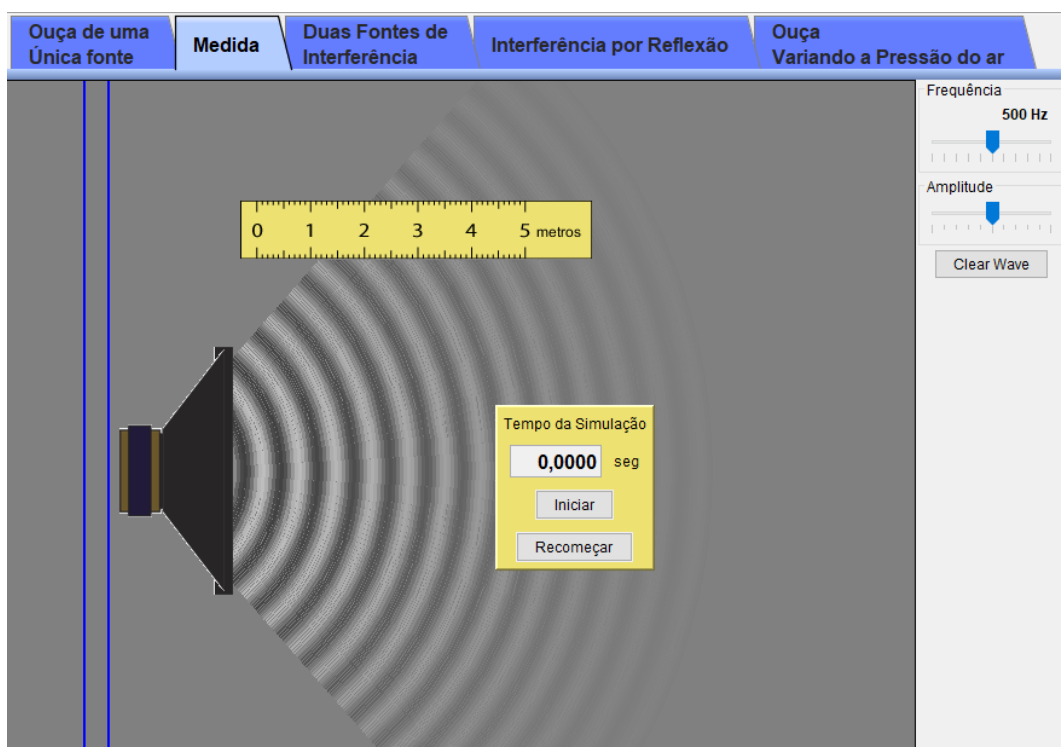 Ouça de uma
Única fonte
Medida
Duas Fontes de
Interferência
Interferência por Reflexão
Ouça
Variando a Pressão do ar
Frequência
500 Hz
Amplitude
Clear Wave
0 1 2 3 4 5 metros
Tempo da Simulação
0,0000 seg
Iniciar
Recomeçar